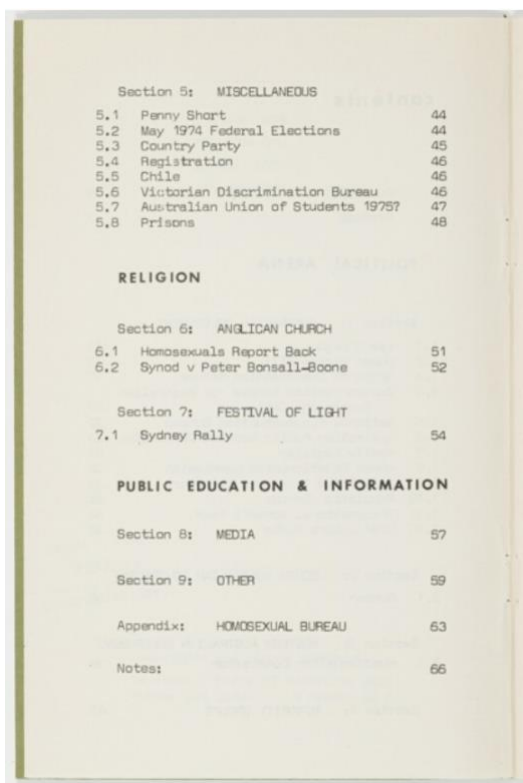 Section 5: MISCELLANEOUS
5.1 Penny Short 44
5.2 May 1974 Federal Elections 44
5.3 Country Party 45
5.4 Registration 46
5.5 Chile 46
5.6 Victorian Discrimination Bureau 46
5.7 Australian Union of Students 1975? 47
5.8 Prisons 48
RELIGION
Section 6: ANGLICAN CHURCH
6.1 Homosexuals Report Back 51
6.2 Synod v Peter Bonsall-Boone 52
Section 7: FESTIVAL OF LIGHT
7.1 Sydney Rally 54
PUBLIC EDUCATION & INFORMATION
Section 8: MEDIA 57
Section 9: OTHER 59
Appendix: HOMOSEXUAL BUREAU 63
Notes: 66